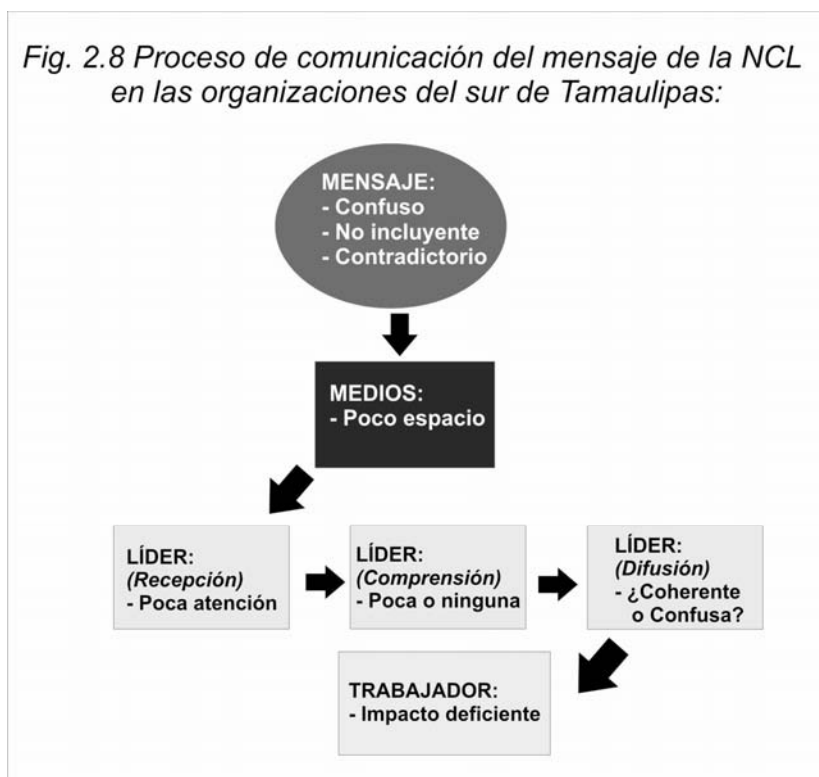 Fig. 2.8 Proceso de comunicación del mensaje de la NCL
en las organizaciones del sur de Tamaulipas:
MENSAJE:
- Confuso
- No incluyente
- Contradictorio
MEDIOS:
- Poco espacio
LÍDER:
(Recepción)
- Poca atención
LÍDER:
(Comprensión)
- Poca o ninguna
LÍDER:
(Difusión)
- ¿Coherente
o Confusa?
TRABAJADOR:
- Impacto deficiente